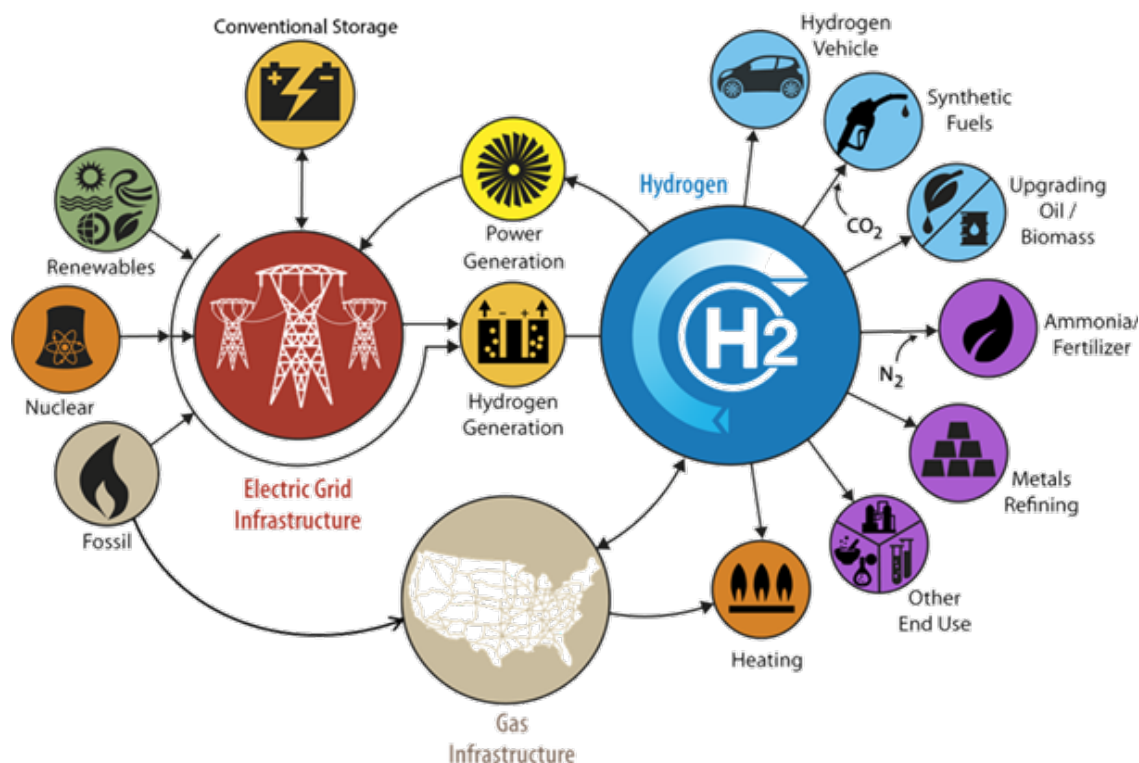 Conventional Storage
Hydrogen
Vehicle
Synthetic
Fuels
Hydrogen
Upgrading
Oil /
Biomass
CO2
Renewables
Power
Generation
H2
Ammonia/
Fertilizer
N2
Nuclear
Hydrogen
Generation
Metals
Refining
Electric Grid
Infrastructure
Fossil
Other
End Use
Heating
Gas
Infrastructure